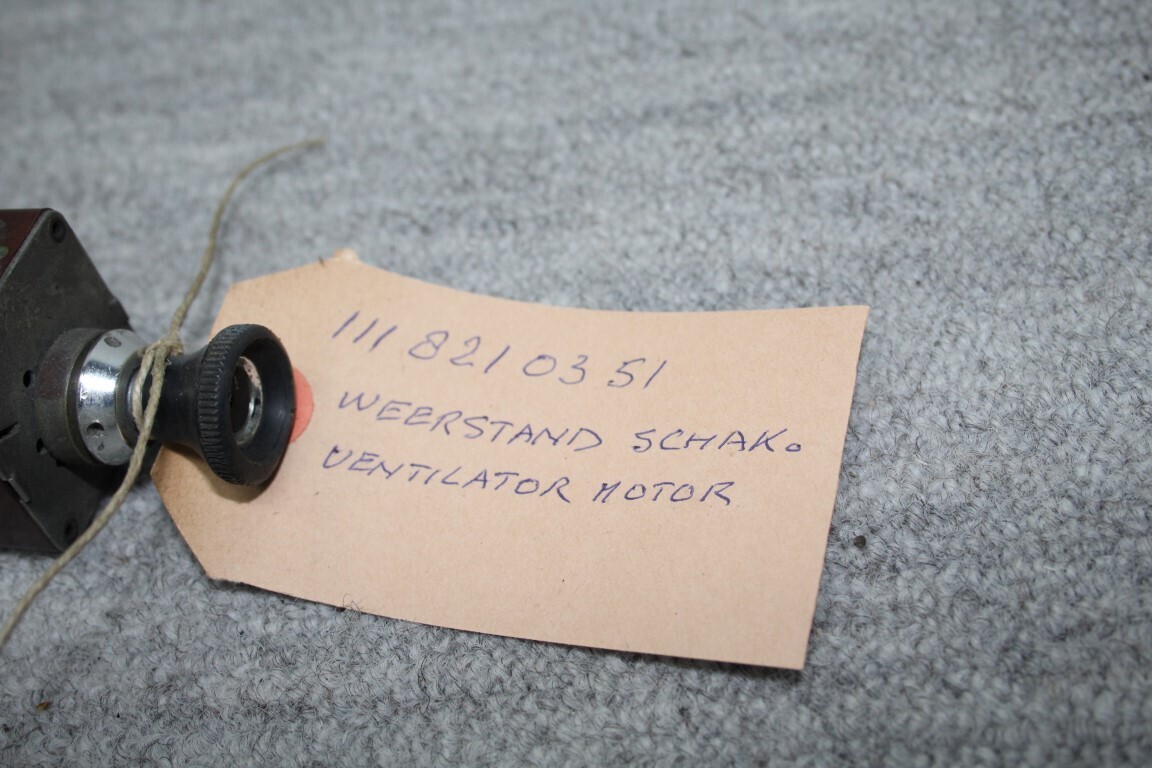 111 821 03 51
WEERSTAND SCHAK.
VENTILATOR MOTOR